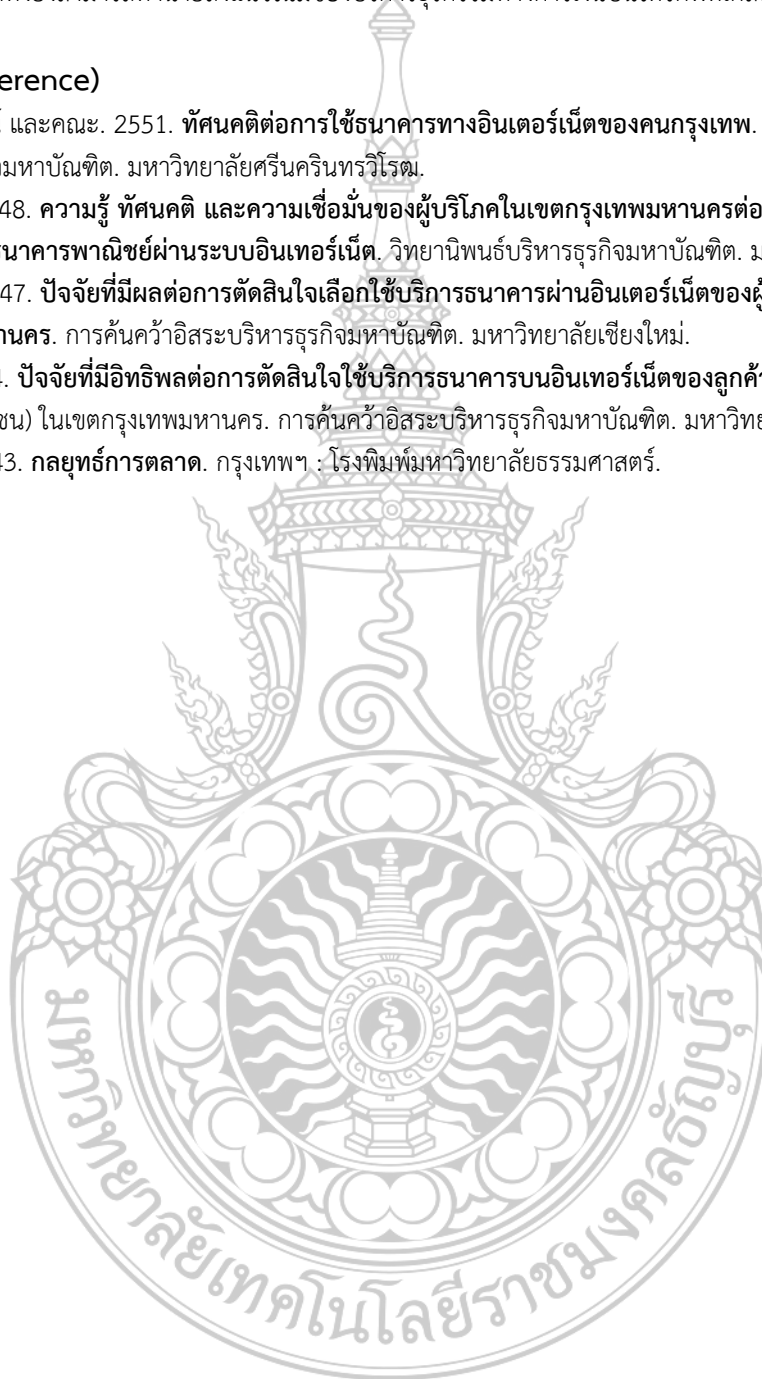 erence)
และคณะ. 2551. ทัศนคติต่อการใช้ธนาคารทางอินเตอร์เน็ตของคนกรุงเทพ.
มหาบัณฑิต. มหาวิทยาลัยศรีนครินทรวิโรฒ.
48. ความรู้ ทัศนคติ และความเชื่อมั่นของผู้บริโภคในเขตกรุงเทพมหานครต่อ
ธนาคารพาณิชย์ผ่านระบบอินเทอร์เน็ต. วิทยานิพนธ์บริหารธุรกิจมหาบัณฑิต. ม
47. ปัจจัยที่มีผลต่อการตัดสินใจเลือกใช้บริการธนาคารผ่านอินเตอร์เน็ตของผู้
านคร. การค้นคว้าอิสระบริหารธุรกิจมหาบัณฑิต. มหาวิทยาลัยเชียงใหม่.
4. ปัจจัยที่มีอิทธิพลต่อการตัดสินใจใช้บริการธนาคารบนอินเทอร์เน็ตของลูกค้า
ชน) ในเขตกรุงเทพมหานคร. การค้นคว้าอิสระบริหารธุรกิจมหาบัณฑิต. มหาวิทย
43. กลยุทธ์การตลาด. กรุงเทพฯ : โรงพิมพ์มหาวิทยาลัยธรรมศาสตร์.
มหาวิทยาลัยเทคโนโลยีราชมงคลธัญบุรี